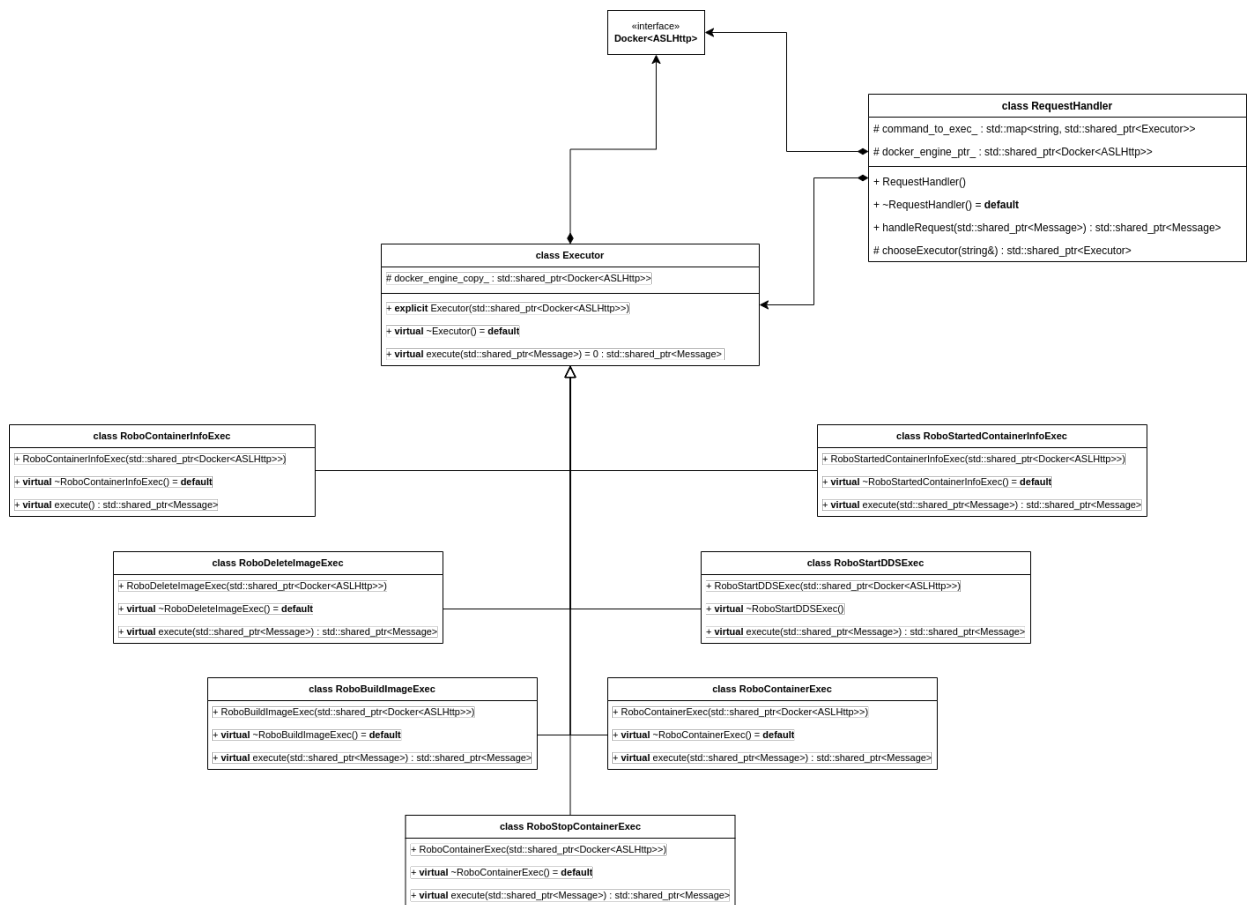 «interface»
Docker<ASLHttp>
class RequestHandler
# command_to_exec_ : std::map<string, std::shared_ptr<Executor>>
# docker_engine_ptr_ : std::shared_ptr<Docker<ASLHttp>>
+ RequestHandler()
+ ~RequestHandler() = default
+ handleRequest(std::shared_ptr<Message>) : std::shared_ptr<Message>
# chooseExecutor(string&) : std::shared_ptr<Executor>
class Executor
# docker_engine_copy_ : std::shared_ptr<Docker<ASLHttp>>
+ explicit Executor(std::shared_ptr<Docker<ASLHttp>>)
+ virtual ~Executor() = default
+ virtual execute(std::shared_ptr<Message>) = 0 : std::shared_ptr<Message>
class RoboContainerInfoExec
+ RoboContainerInfoExec(std::shared_ptr<Docker<ASLHttp>>)
+ virtual ~RoboContainerInfoExec() = default
+ virtual execute() : std::shared_ptr<Message>
class RoboStartedContainerInfoExec
+ RoboStartedContainerInfoExec(std::shared_ptr<Docker<ASLHttp>>)
+ virtual ~RoboStartedContainerInfoExec() = default
+ virtual execute(std::shared_ptr<Message>) : std::shared_ptr<Message>
class RoboDeleteImageExec
+ RoboDeleteImageExec(std::shared_ptr<Docker<ASLHttp>>)
+ virtual ~RoboDeleteImageExec() = default
+ virtual execute(std::shared_ptr<Message>) : std::shared_ptr<Message>
class RoboStartDDSExec
+ RoboStartDDSExec(std::shared_ptr<Docker<ASLHttp>>)
+ virtual ~RoboStartDDSExec()
+ virtual execute(std::shared_ptr<Message>) : std::shared_ptr<Message>
class RoboBuildImageExec
+ RoboBuildImageExec(std::shared_ptr<Docker<ASLHttp>>)
+ virtual ~RoboBuildImageExec() = default
+ virtual execute(std::shared_ptr<Message>) : std::shared_ptr<Message>
class RoboContainerExec
+ RoboContainerExec(std::shared_ptr<Docker<ASLHttp>>)
+ virtual ~RoboContainerExec() = default
+ virtual execute(std::shared_ptr<Message>) : std::shared_ptr<Message>
class RoboStopContainerExec
+ RoboContainerExec(std::shared_ptr<Docker<ASLHttp>>)
+ virtual ~RoboContainerExec() = default
+ virtual execute(std::shared_ptr<Message>) : std::shared_ptr<Message>